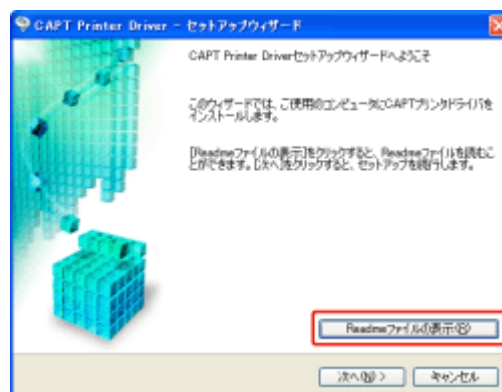 CAPT Printer Driver - セットアップウィザード
CAPT Printer Driverセットアップウィザードへようこそ
このウィザードでは、ご使用のコンピュータにCAPTプリンタドライバを
インストールします。
[Readmeファイルの表示]をクリックすると、Readmeファイルを読むこ
とができます。[次へ]をクリックすると、セットアップを続行します。
Readmeファイルの表示(R)
次へ(N) >
キャンセル